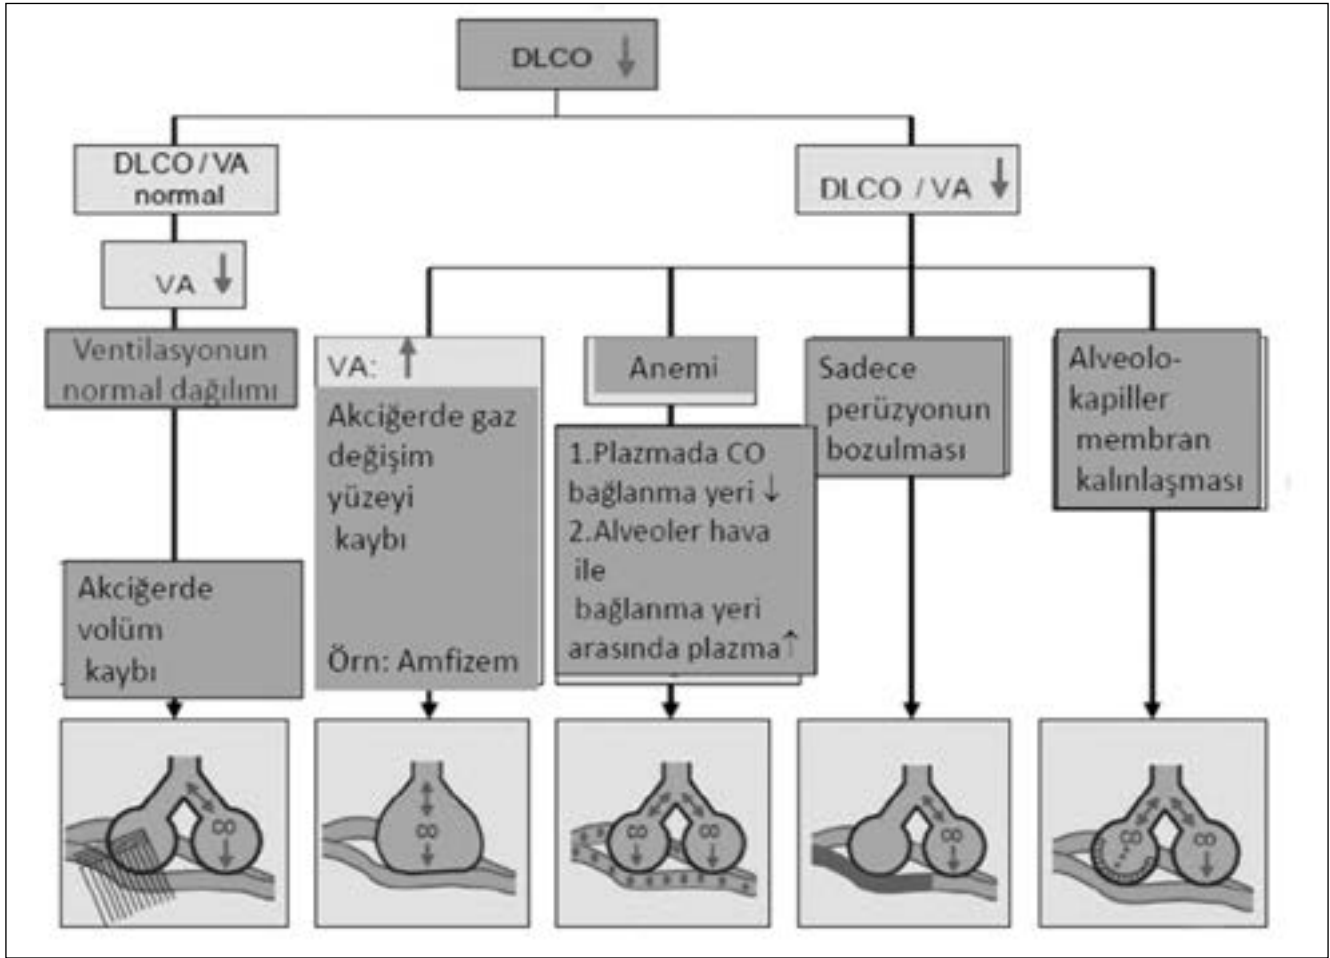 DLCO ↓
DLCO / VA
normal
DLCO / VA ↓
VA ↓
Ventilasyonun
normal dağılımı
Akciğerde
volüm
kaybı
VA: ↑
Akciğerde gaz
değişim
yüzeyi
kaybı
Örn: Amfizem
Anemi
1.Plazmada CO
bağlanma yeri ↓
2.Alveoler hava
ile
bağlanma yeri
arasında plazma↑
Sadece
perüzyonun
bozulması
Alveolo-
kapiller
membran
kalınlaşması
CO
CO
CO
CO
CO
CO
CO